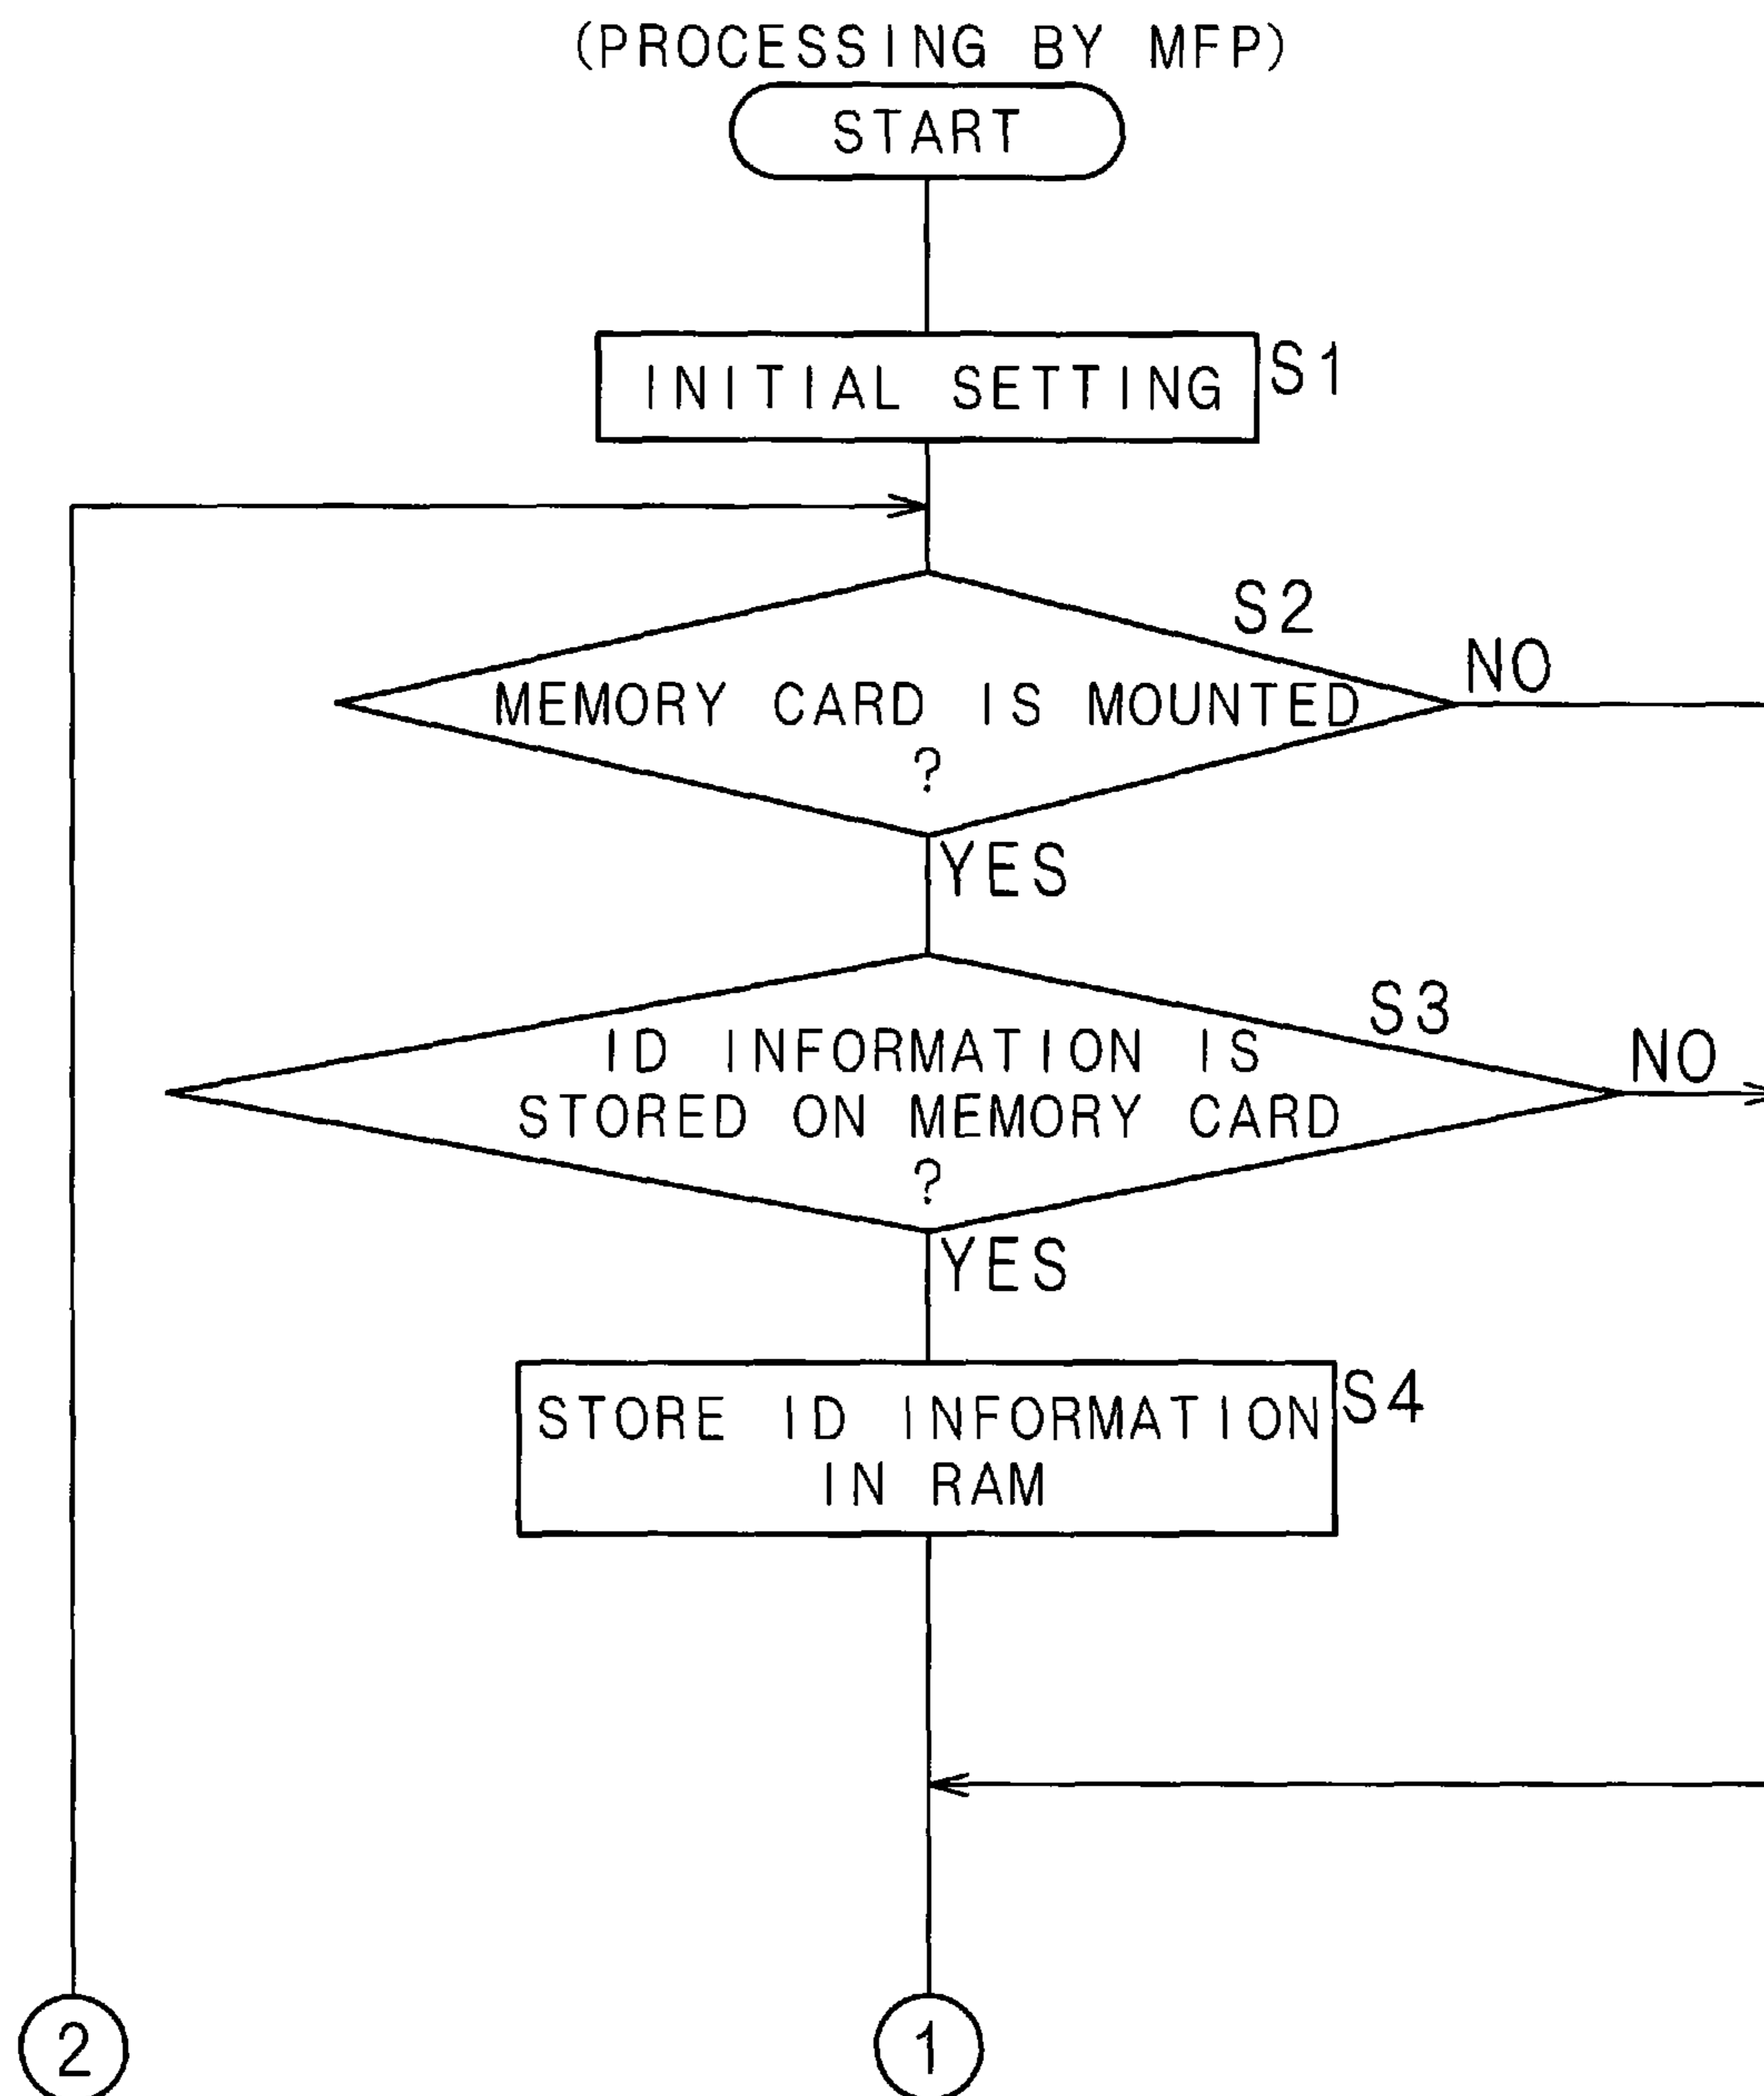 (PROCESSING BY MFP)
START
INITIAL SETTING
S1
S2
NO
MEMORY CARD IS MOUNTED
?
YES
S3
NO
ID INFORMATION IS
STORED ON MEMORY CARD
?
YES
S4
STORE ID INFORMATION
IN RAM
2
1